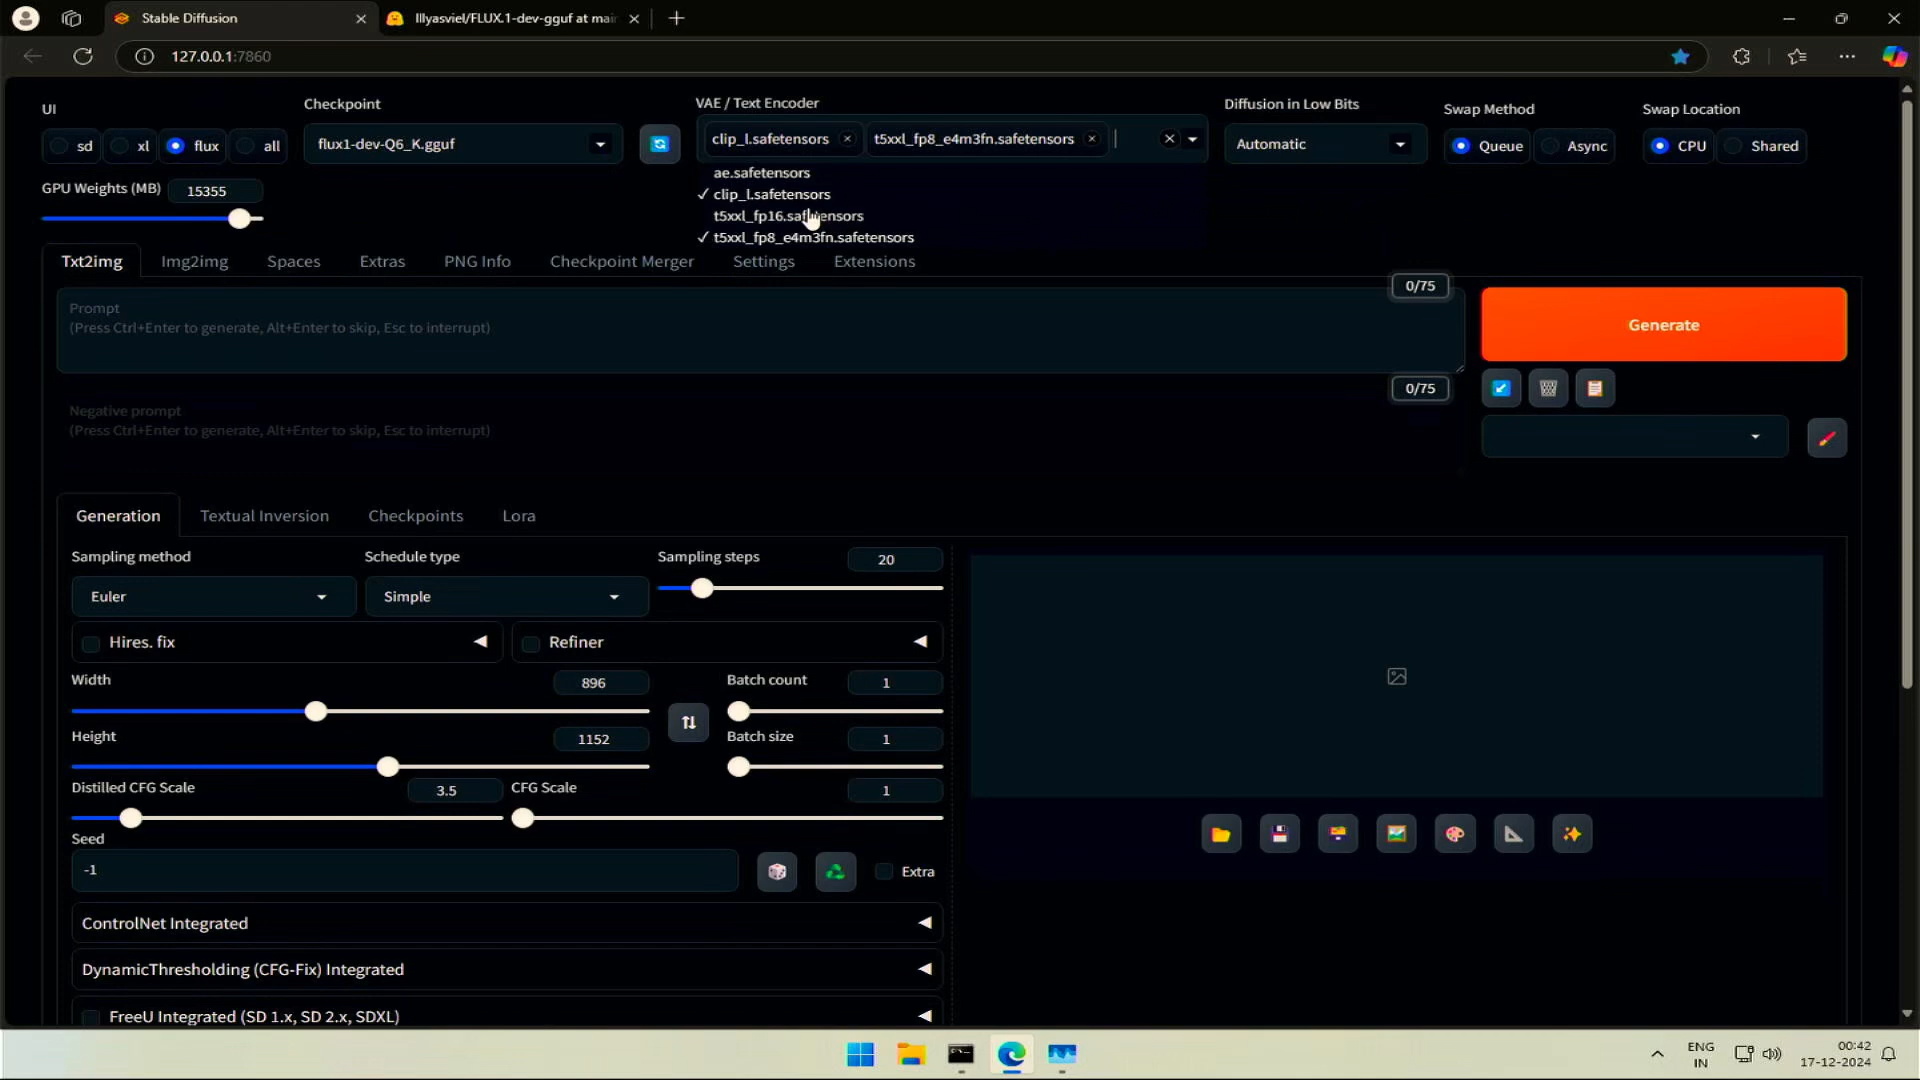 Stable Diffusion
lllyasviel/FLUX.1-dev-gguf at mai
127.0.0.1:7860
UI
Checkpoint
VAE / Text Encoder
Diffusion in Low Bits
Swap Method
Swap Location
sd
xl
flux
all
flux1-dev-Q6_K.gguf
clip_l.safetensors
t5xxl_fp8_e4m3fn.safetensors
Automatic
Queue
Async
CPU
Shared
ae.safetensors
clip_l.safetensors
t5xxl_fp16.safetensors
t5xxl_fp8_e4m3fn.safetensors
GPU Weights (MB)
15355
Txt2img
Img2img
Spaces
Extras
PNG Info
Checkpoint Merger
Settings
Extensions
0/75
Prompt
(Press Ctrl+Enter to generate, Alt+Enter to skip, Esc to interrupt)
Generate
0/75
Negative prompt
(Press Ctrl+Enter to generate, Alt+Enter to skip, Esc to interrupt)
Generation
Textual Inversion
Checkpoints
Lora
Sampling method
Schedule type
Sampling steps
20
Euler
Simple
Hires. fix
Refiner
Width
896
Batch count
1
Height
1152
Batch size
1
Distilled CFG Scale
3.5
CFG Scale
1
Seed
-1
Extra
ControlNet Integrated
DynamicThresholding (CFG-Fix) Integrated
FreeU Integrated (SD 1.x, SD 2.x, SDXL)
ENG
IN
00:42
17-12-2024